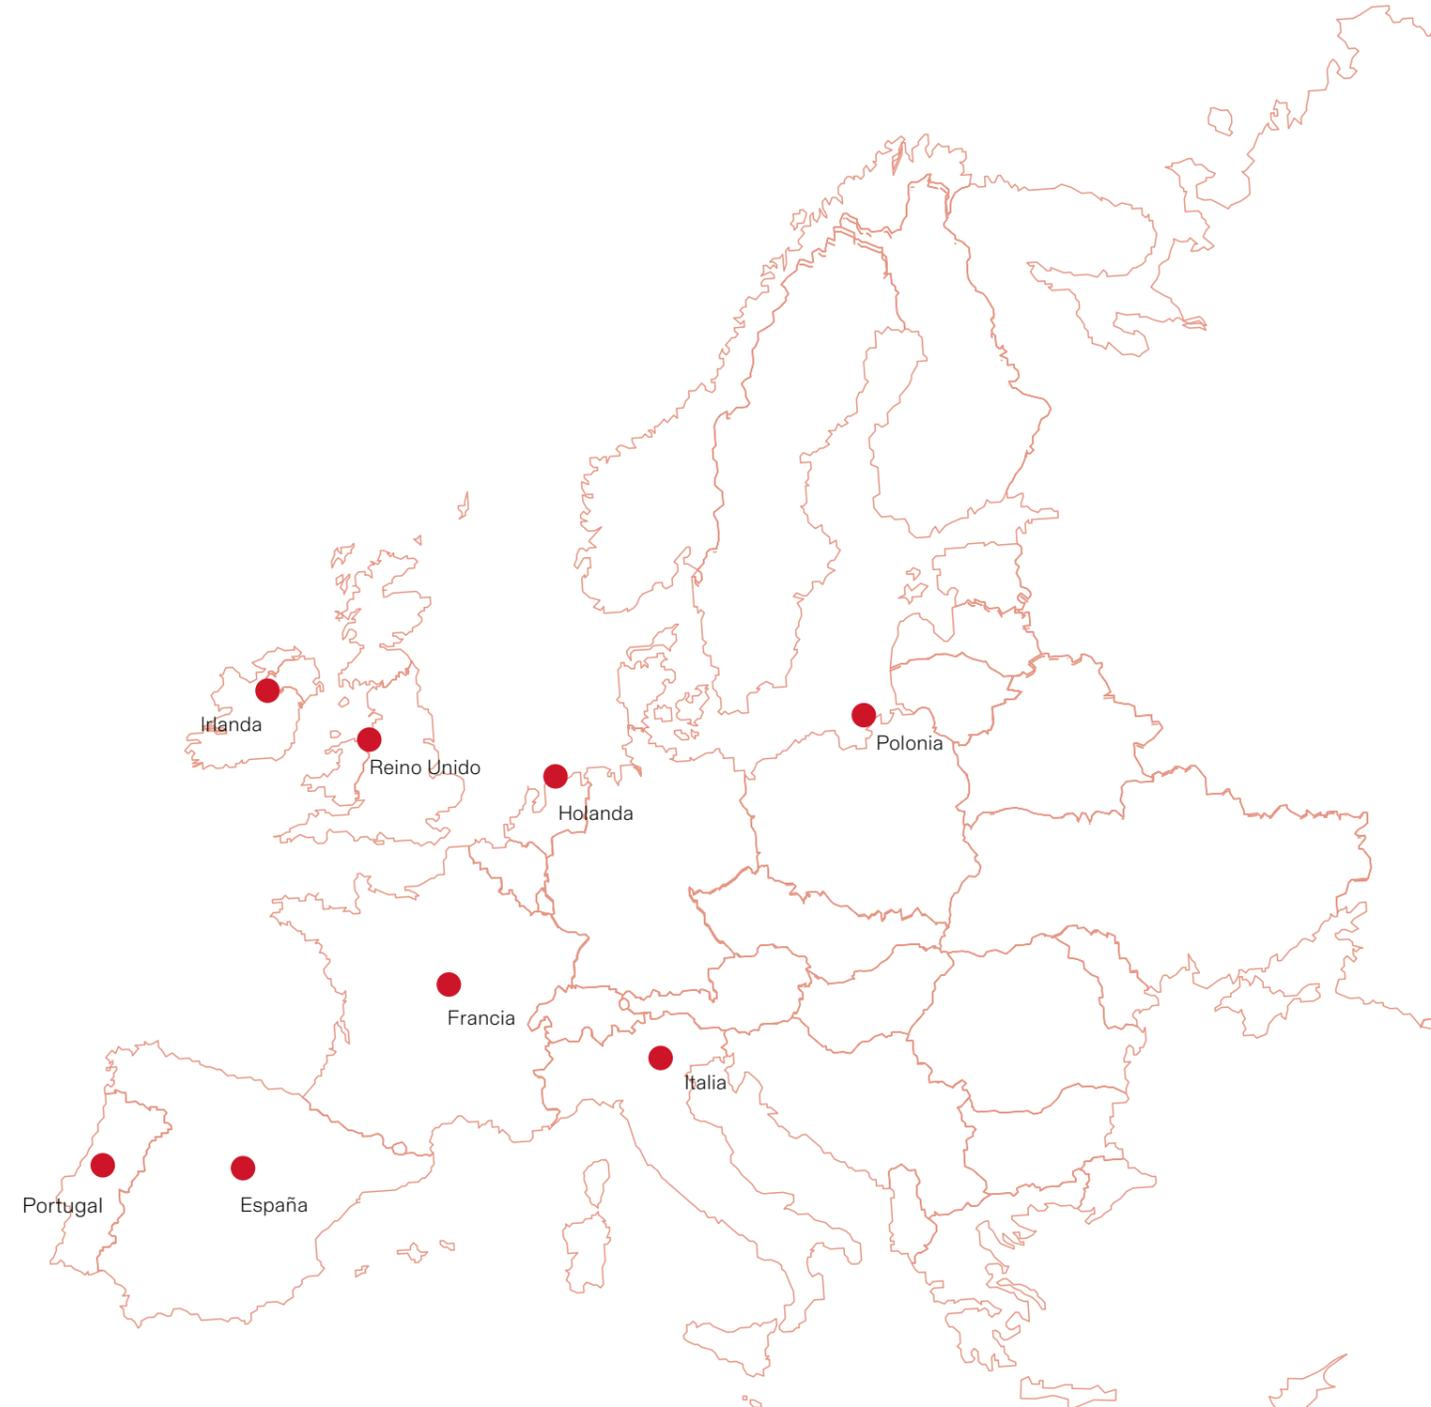 Irlanda
Polonia
Reino Unido
Holanda
Francia
Italia
Portugal
España